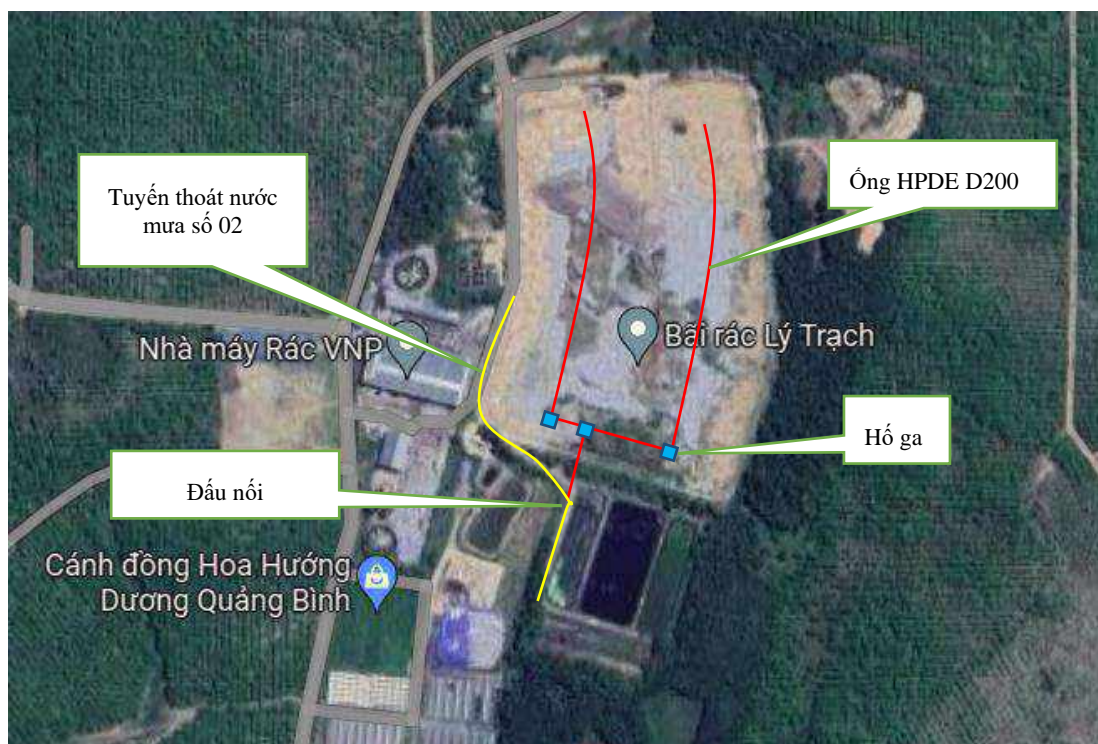 Tuyến thoát nước
mưa số 02
Ống HPDE D200
Nhà máy Rác VNP
Bãi rác Lý Trạch
Hố ga
Đấu nối
Cánh đồng Hoa Hướng
Dương Quảng Bình